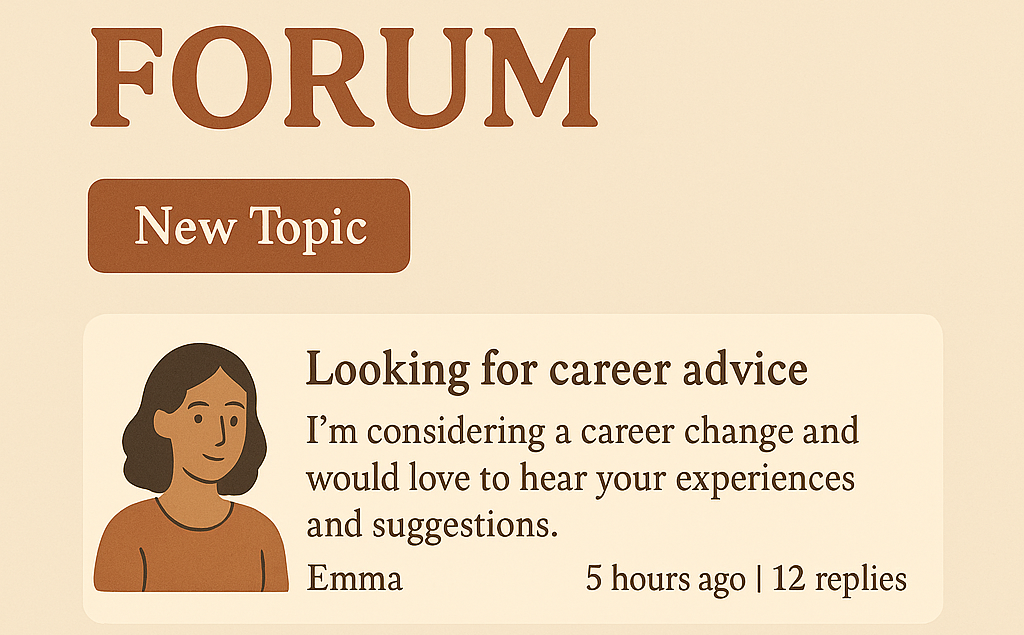 FORUM
New Topic
Looking for career advice
I’m considering a career change and
would love to hear your experiences
and suggestions.
Emma
5 hours ago | 12 replies